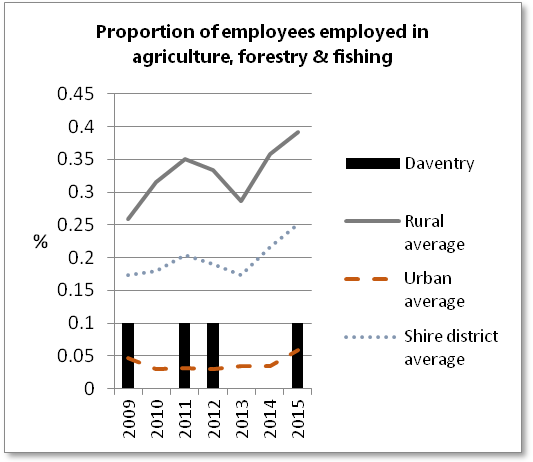 Proportion of employees employed in
agriculture, forestry & fishing
0.45
0.4
0.35
0.3
0.25
0.2
0.15
0.1
0.05
0
%
2009
2010
2011
2012
2013
2014
2015
Daventry
Rural
average
Urban
average
Shire district
average